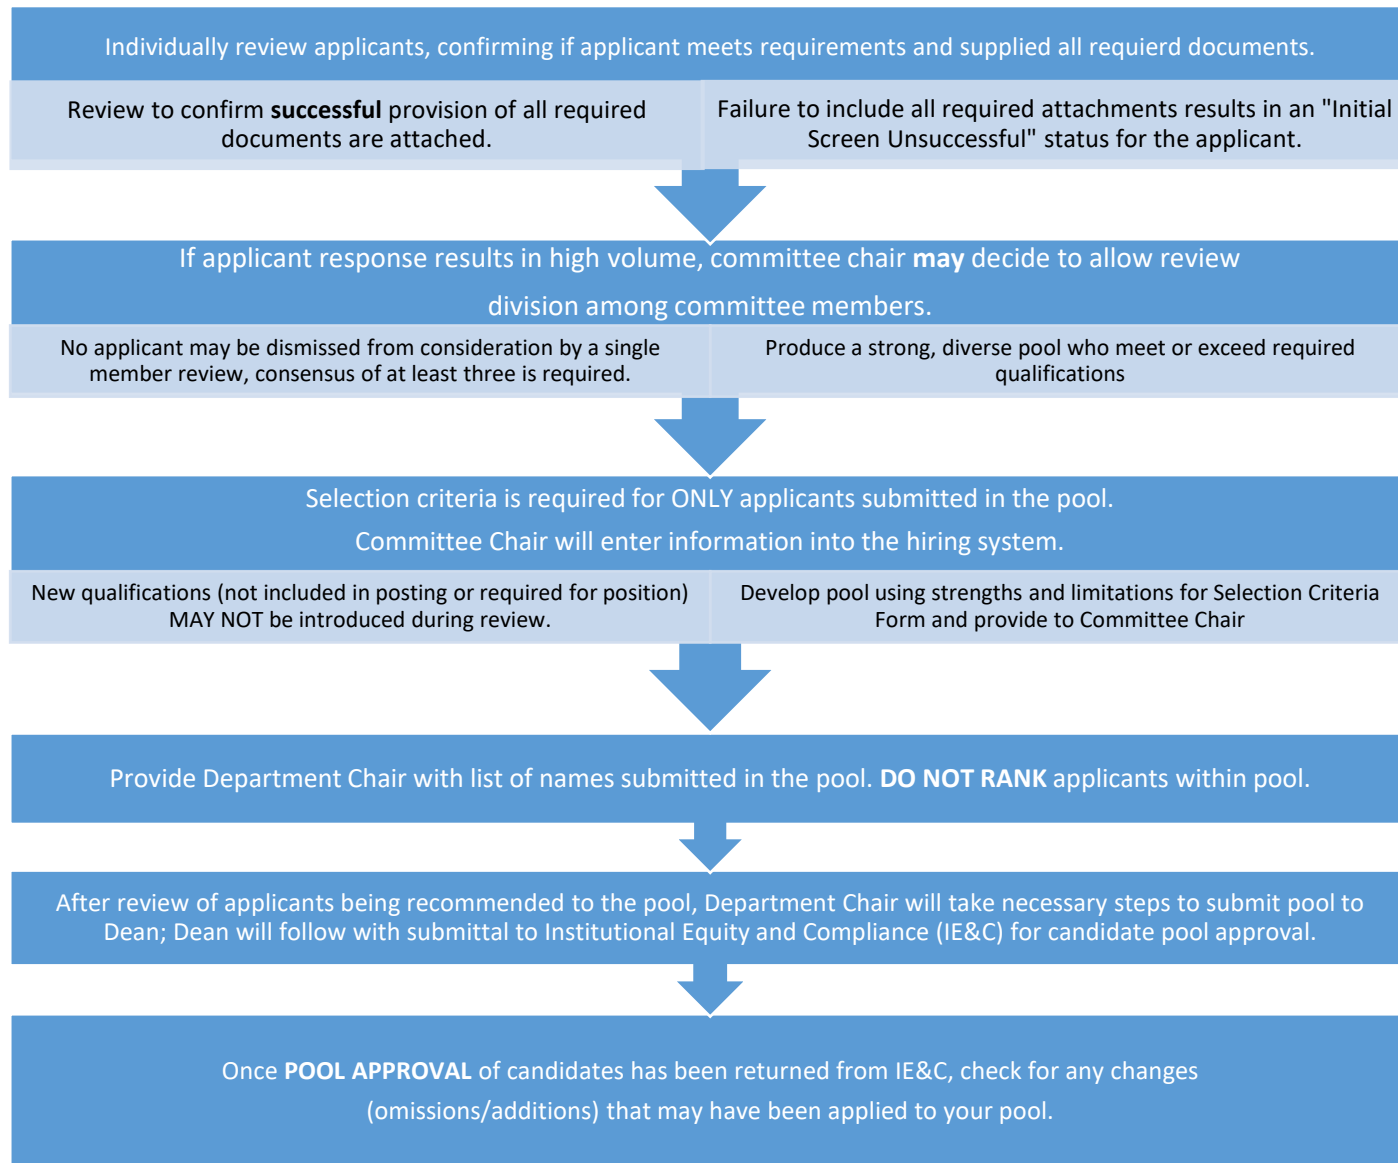 Individually review applicants, confirming if applicant meets requirements and supplied all requierd documents.
Review to confirm successful provision of all required
documents are attached.
Failure to include all required attachments results in an "Initial
Screen Unsuccessful" status for the applicant.
If applicant response results in high volume, committee chair may decide to allow review
division among committee members.
No applicant may be dismissed from consideration by a single
member review, consensus of at least three is required.
Produce a strong, diverse pool who meet or exceed required
qualifications
Selection criteria is required for ONLY applicants submitted in the pool.
Committee Chair will enter information into the hiring system.
New qualifications (not included in posting or required for position)
MAY NOT be introduced during review.
Develop pool using strengths and limitations for Selection Criteria
Form and provide to Committee Chair
Provide Department Chair with list of names submitted in the pool. DO NOT RANK applicants within pool.
After review of applicants being recommended to the pool, Department Chair will take necessary steps to submit pool to
Dean; Dean will follow with submittal to Institutional Equity and Compliance (IE&C) for candidate pool approval.
Once POOL APPROVAL of candidates has been returned from IE&C, check for any changes
(omissions/additions) that may have been applied to your pool.